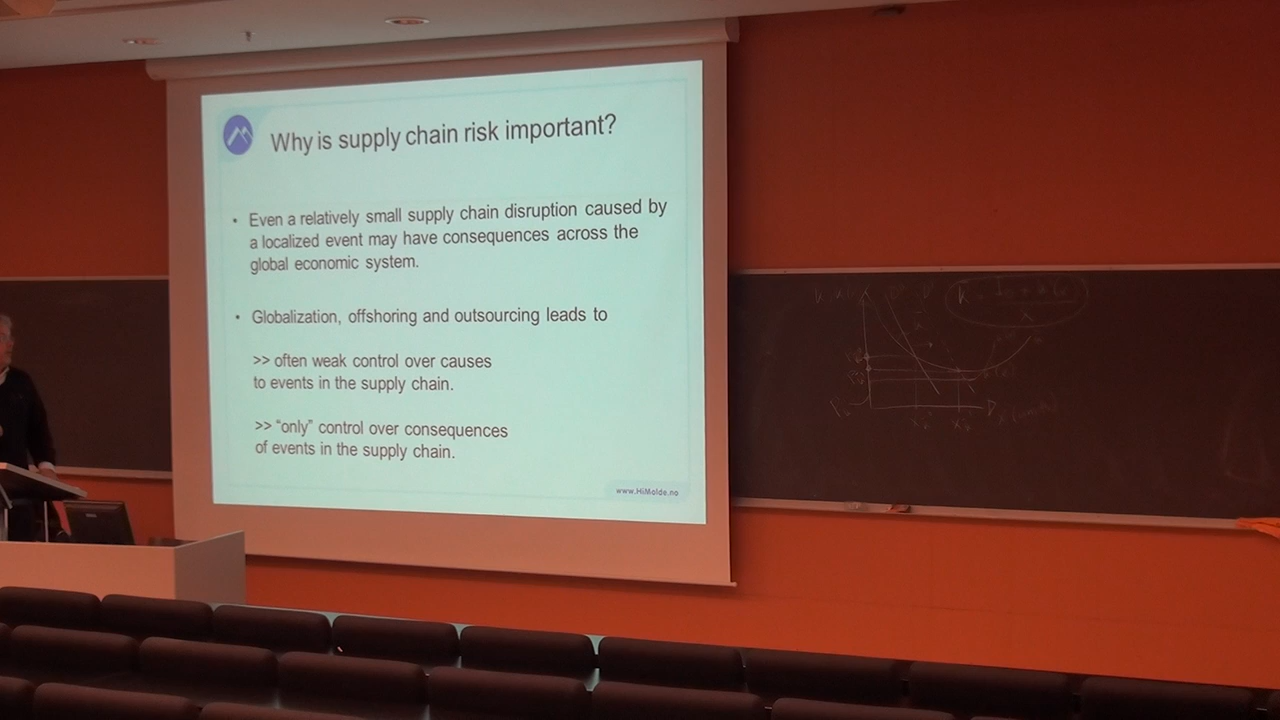 Why is supply chain risk important?
• Even a relatively small supply chain disruption caused by
a localized event may have consequences across the
global economic system.
• Globalization, offshoring and outsourcing leads to
>> often weak control over causes
to events in the supply chain.
>> “only” control over consequences
of events in the supply chain.
www.HiMolde.no